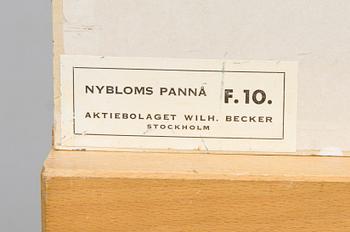 NYBLOMS PANNÅ F.10.
AKTIEBOLAGET WILH. BECKER
STOCKHOLM